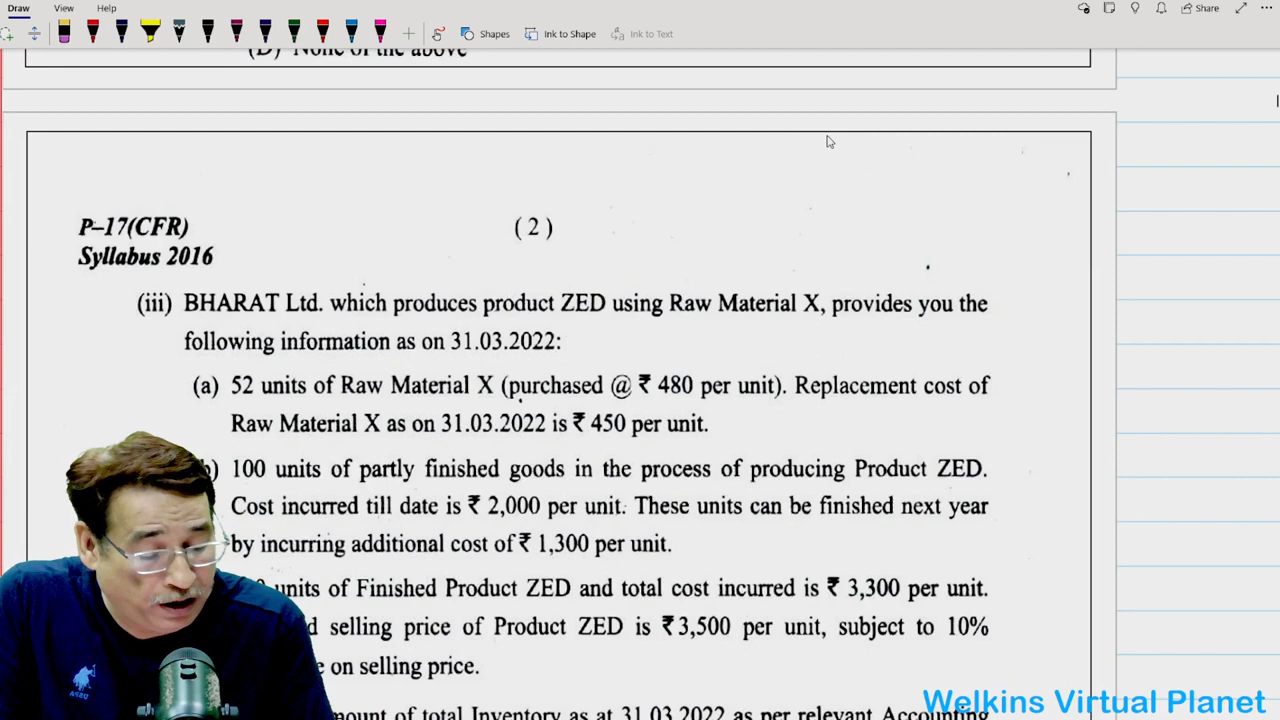 Draw View Help
Share
Shapes Ink to Shape Ink to Text
(D) None of the above
P–17(CFR) ( 2 )
Syllabus 2016
(iii) BHARAT Ltd. which produces product ZED using Raw Material X, provides you the
following information as on 31.03.2022:
(a) 52 units of Raw Material X (purchased @ ₹ 480 per unit). Replacement cost of
Raw Material X as on 31.03.2022 is ₹ 450 per unit.
100 units of partly finished goods in the process of producing Product ZED.
Cost incurred till date is ₹ 2,000 per unit. These units can be finished next year
by incurring additional cost of ₹ 1,300 per unit.
units of Finished Product ZED and total cost incurred is ₹ 3,300 per unit.
selling price of Product ZED is ₹3,500 per unit, subject to 10%
on selling price.
of total Inventory as at 31.03.2022 as per relevant Accounting
Welkins Virtual Planet